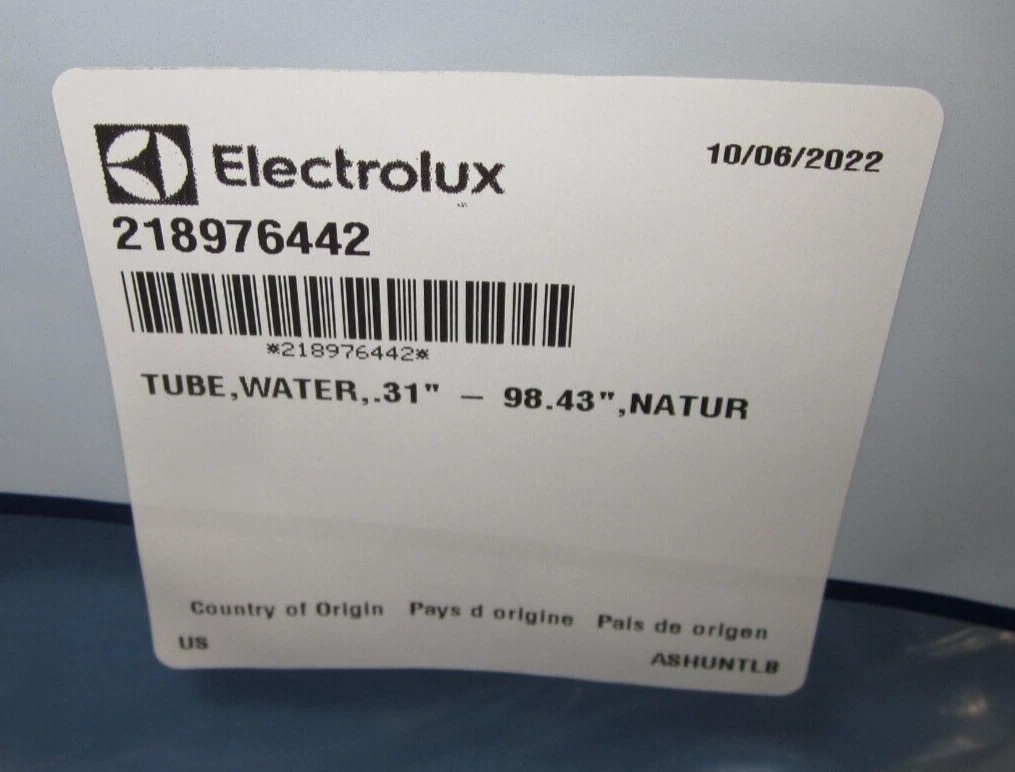 Electrolux
10/06/2022
218976442
*218976442*
TUBE,WATER,.31" – 98.43",NATUR
Country of Origin Pays d origine Pais de origen
US
ASHUNTLB